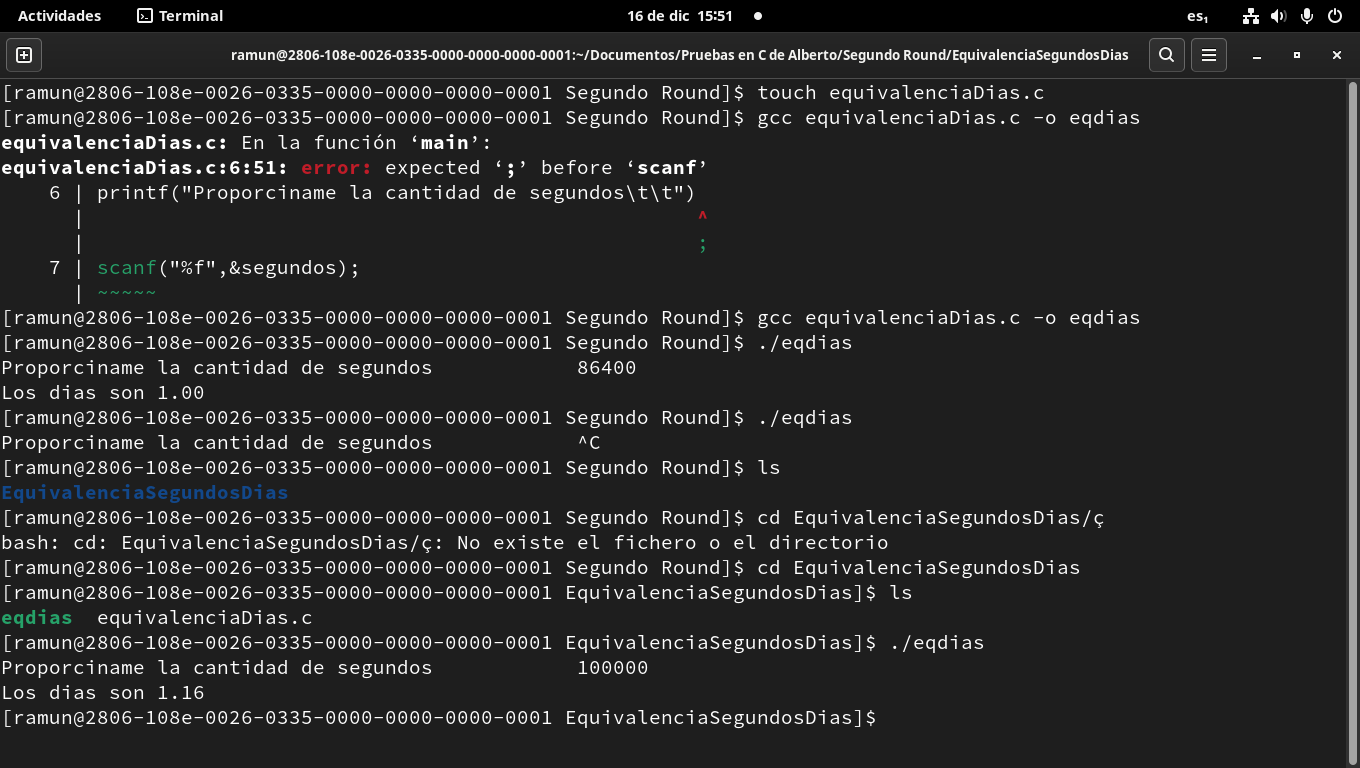 Actividades Terminal 16 de dic 15:51 es₁
ramun@2806-108e-0026-0335-0000-0000-0000-0001:~/Documentos/Pruebas en C de Alberto/Segundo Round/EquivalenciaSegundosDias
[ramun@2806-108e-0026-0335-0000-0000-0000-0001 Segundo Round]$ touch equivalenciaDias.c
[ramun@2806-108e-0026-0335-0000-0000-0000-0001 Segundo Round]$ gcc equivalenciaDias.c -o eqdias
equivalenciaDias.c: En la función ‘main’:
equivalenciaDias.c:6:51: error: expected ‘;’ before ‘scanf’
    6 | printf("Proporciname la cantidad de segundos\t\t")
      |                                                   ^
      |                                                   ;
    7 | scanf("%f",&segundos);
      | ~~~~~
[ramun@2806-108e-0026-0335-0000-0000-0000-0001 Segundo Round]$ gcc equivalenciaDias.c -o eqdias
[ramun@2806-108e-0026-0335-0000-0000-0000-0001 Segundo Round]$ ./eqdias
Proporciname la cantidad de segundos            86400
Los dias son 1.00
[ramun@2806-108e-0026-0335-0000-0000-0000-0001 Segundo Round]$ ./eqdias
Proporciname la cantidad de segundos            ^C
[ramun@2806-108e-0026-0335-0000-0000-0000-0001 Segundo Round]$ ls
EquivalenciaSegundosDias
[ramun@2806-108e-0026-0335-0000-0000-0000-0001 Segundo Round]$ cd EquivalenciaSegundosDias/ç
bash: cd: EquivalenciaSegundosDias/ç: No existe el fichero o el directorio
[ramun@2806-108e-0026-0335-0000-0000-0000-0001 Segundo Round]$ cd EquivalenciaSegundosDias
[ramun@2806-108e-0026-0335-0000-0000-0000-0001 EquivalenciaSegundosDias]$ ls
eqdias  equivalenciaDias.c
[ramun@2806-108e-0026-0335-0000-0000-0000-0001 EquivalenciaSegundosDias]$ ./eqdias
Proporciname la cantidad de segundos            100000
Los dias son 1.16
[ramun@2806-108e-0026-0335-0000-0000-0000-0001 EquivalenciaSegundosDias]$